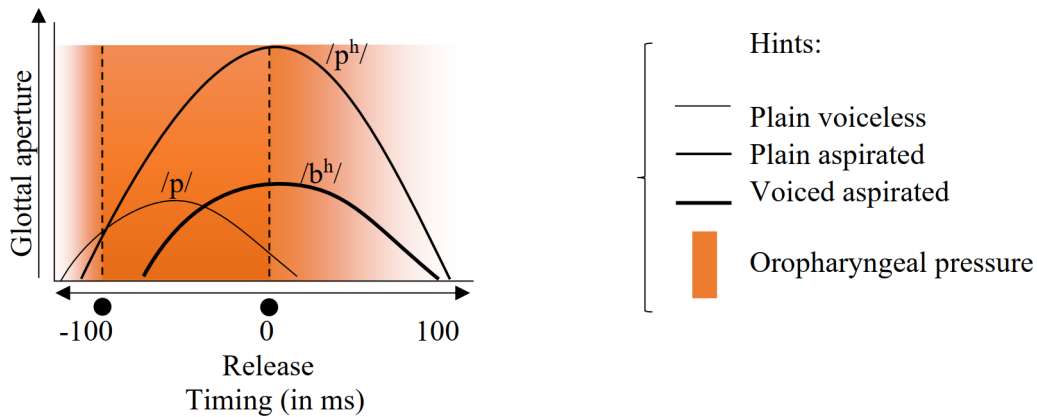 Glottal aperture
/pʰ/
/bʰ/
/p/
-100
0
100
Release
Timing (in ms)
Hints:
Plain voiceless
Plain aspirated
Voiced aspirated
Oropharyngeal pressure